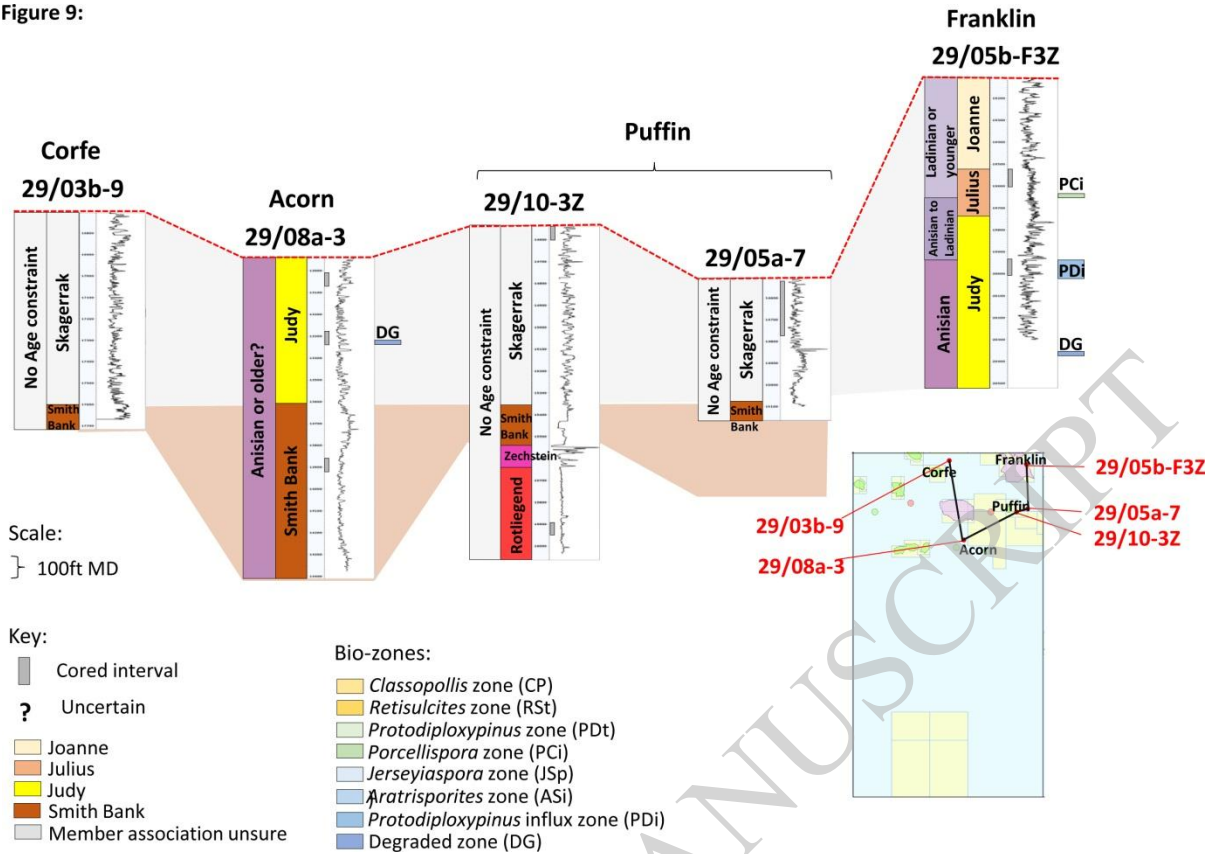 Figure 9:
Corfe
29/03b-9
Acorn
29/08a-3
Puffin
29/10-3Z
29/05a-7
Franklin
29/05b-F3Z
No Age constraint
Skagerrak
Smith
Bank
Anisian or older?
Judy
Smith Bank
DG
No Age constraint
Skagerrak
Smith
Bank
Zechstein
Rotliegend
No Age constraint
Skagerrak
Smith
Bank
Ladinian or
younger
Anisian to
Ladinian
Anisian
Joanne
Julius
Judy
PCi
PDi
DG
Scale:
100ft MD
Key:
Cored interval
? Uncertain
Joanne
Julius
Judy
Smith Bank
Member association unsure
Bio-zones:
Classopollis zone (CP)
Retisulcites zone (RSt)
Protodiploxypinus zone (PDt)
Porcellispora zone (PCi)
Jerseyiaspora zone (JSp)
Aratrisporites zone (ASi)
Protodiploxypinus influx zone (PDi)
Degraded zone (DG)
Corfe
Franklin
Puffin
Acorn
29/05b-F3Z
29/03b-9
29/05a-7
29/10-3Z
29/08a-3
ANUSCRIPT